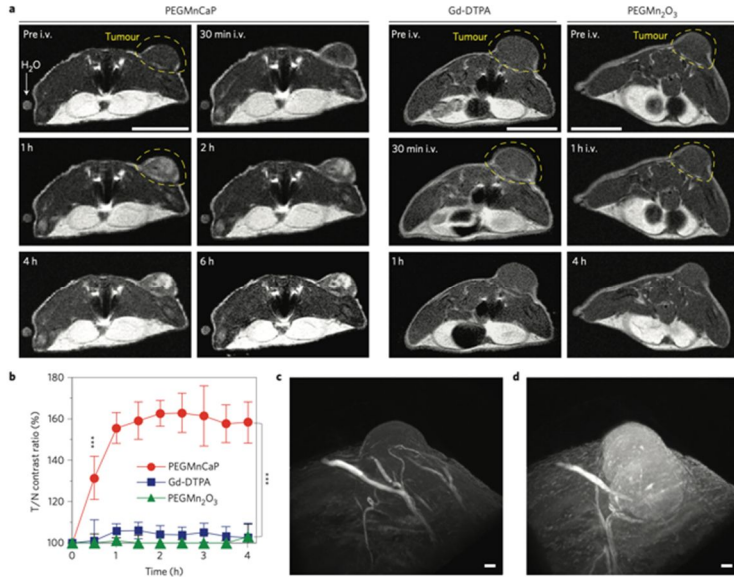 a
PEGMnCaP
Gd-DTPA
PEGMn₂O₃
Pre i.v.
Tumour
H₂O
30 min i.v.
Pre i.v.
Tumour
Pre i.v.
Tumour
1 h
2 h
30 min i.v.
1 h i.v.
4 h
6 h
1 h
4 h
b
T/N contrast ratio (%)
180
160
140
120
100
***
PEGMnCaP
Gd-DTPA
PEGMn₂O₃
***
0 1 2 3 4
Time (h)
c
d